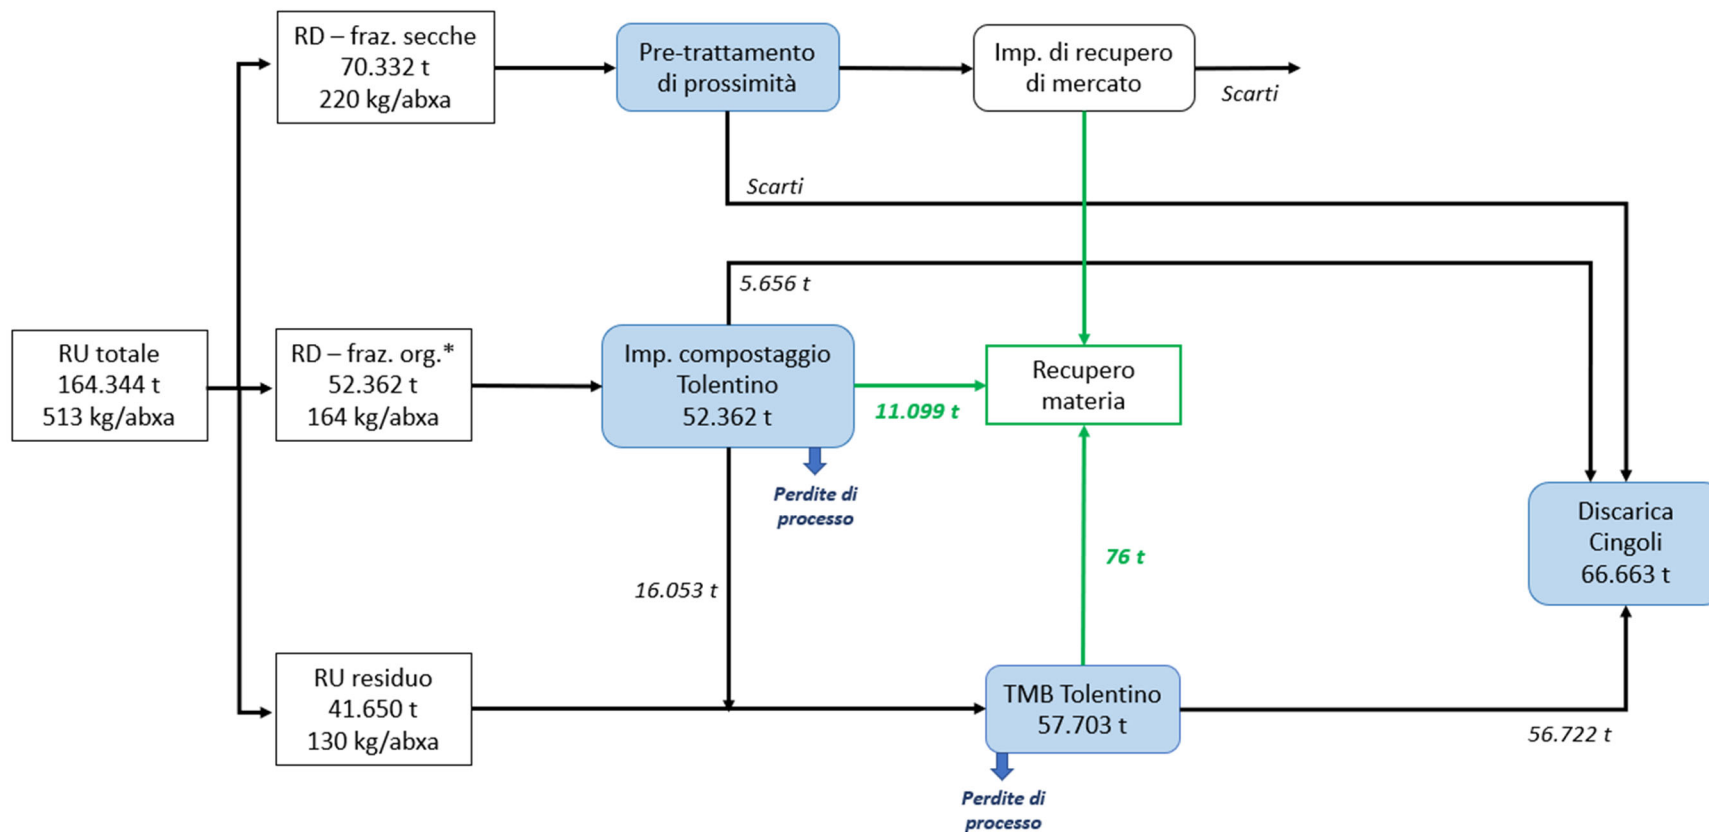 RD – fraz. secche
70.332 t
220 kg/abxa
Pre-trattamento
di prossimità
Imp. di recupero
di mercato
Scarti
Scarti
5.656 t
RU totale
164.344 t
513 kg/abxa
RD – fraz. org.*
52.362 t
164 kg/abxa
Imp. compostaggio
Tolentino
52.362 t
11.099 t
Recupero
materia
Perdite di
processo
Discarica
Cingoli
66.663 t
16.053 t
76 t
RU residuo
41.650 t
130 kg/abxa
TMB Tolentino
57.703 t
56.722 t
Perdite di
processo